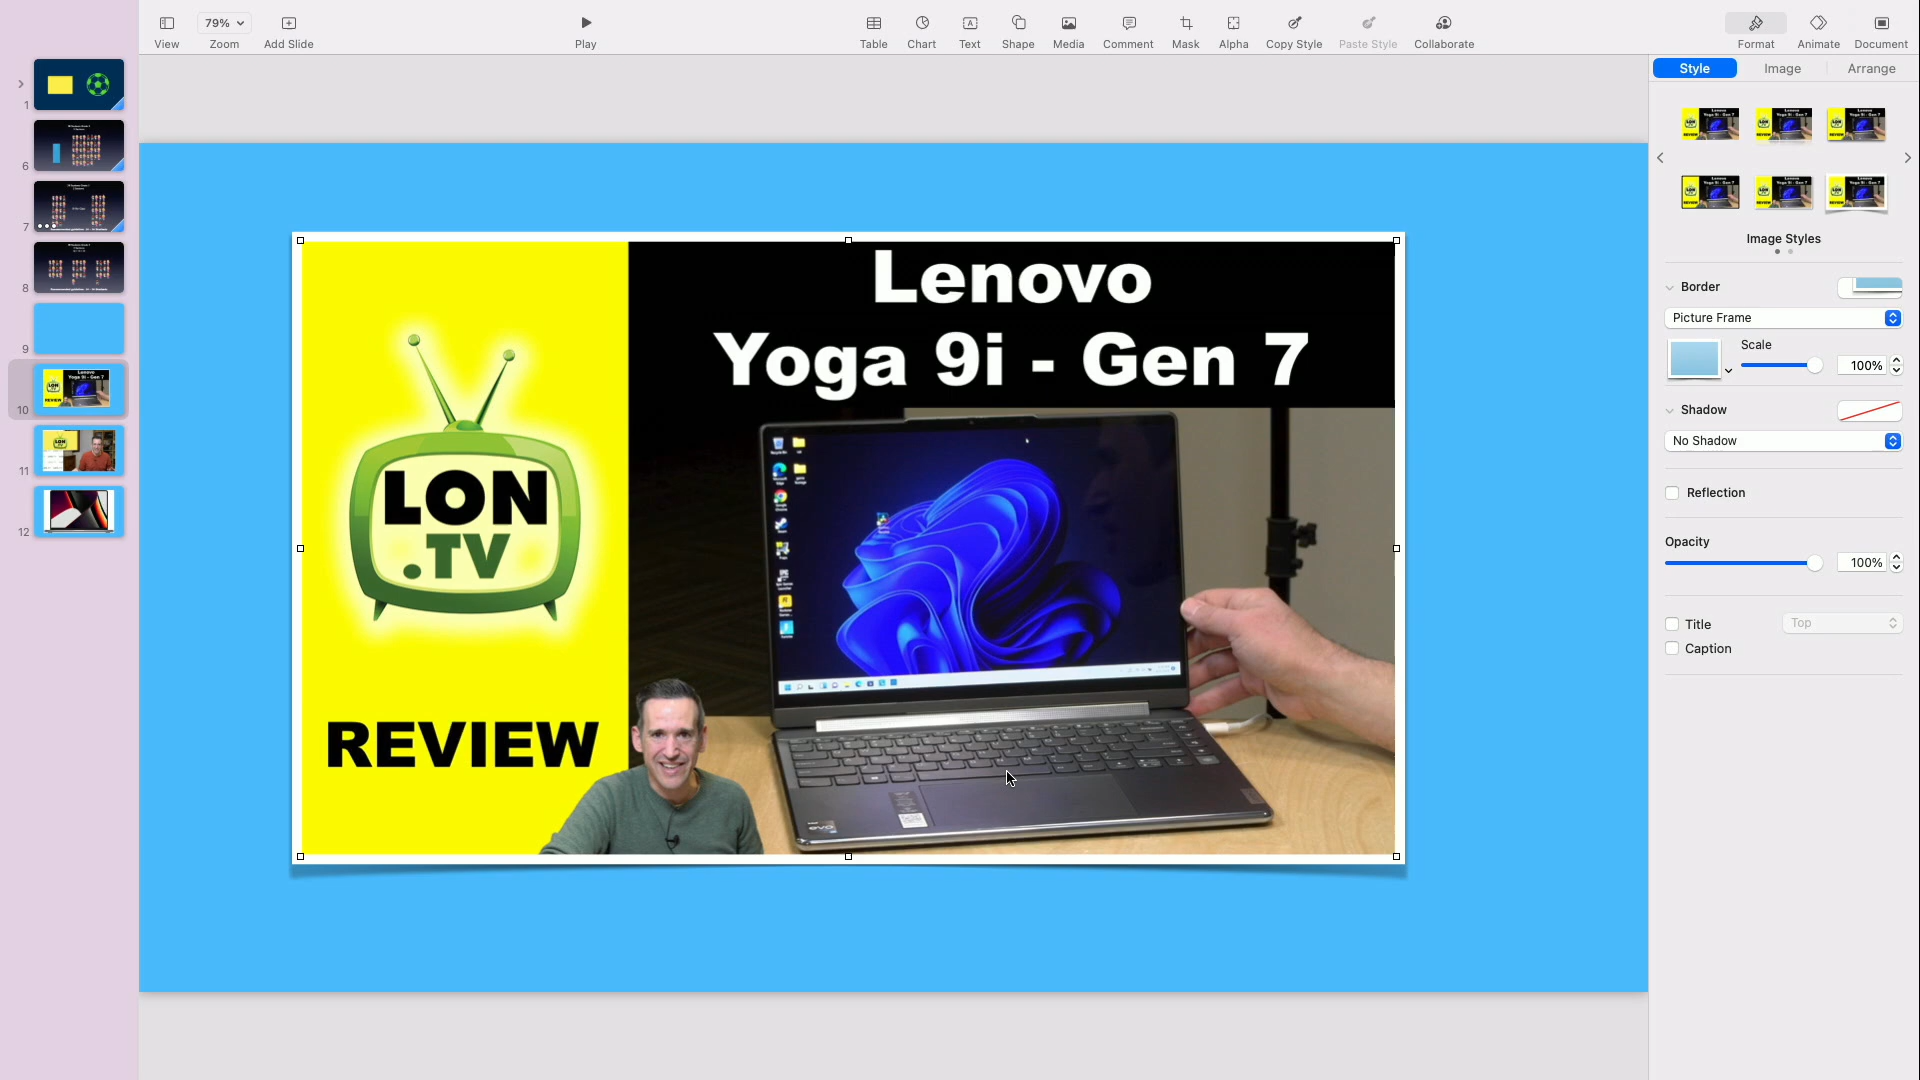 View
79%
Zoom
Add Slide
Play
Table
Chart
Text
Shape
Media
Comment
Mask
Alpha
Copy Style
Paste Style
Collaborate
Format
Animate
Document
Style
Image
Arrange
1
6
7
8
9
10
11
12
Lenovo
Yoga 9i - Gen 7
LON
.TV
REVIEW
evo
Image Styles
Border
Picture Frame
Scale
100%
Shadow
No Shadow
Reflection
Opacity
100%
Title
Top
Caption